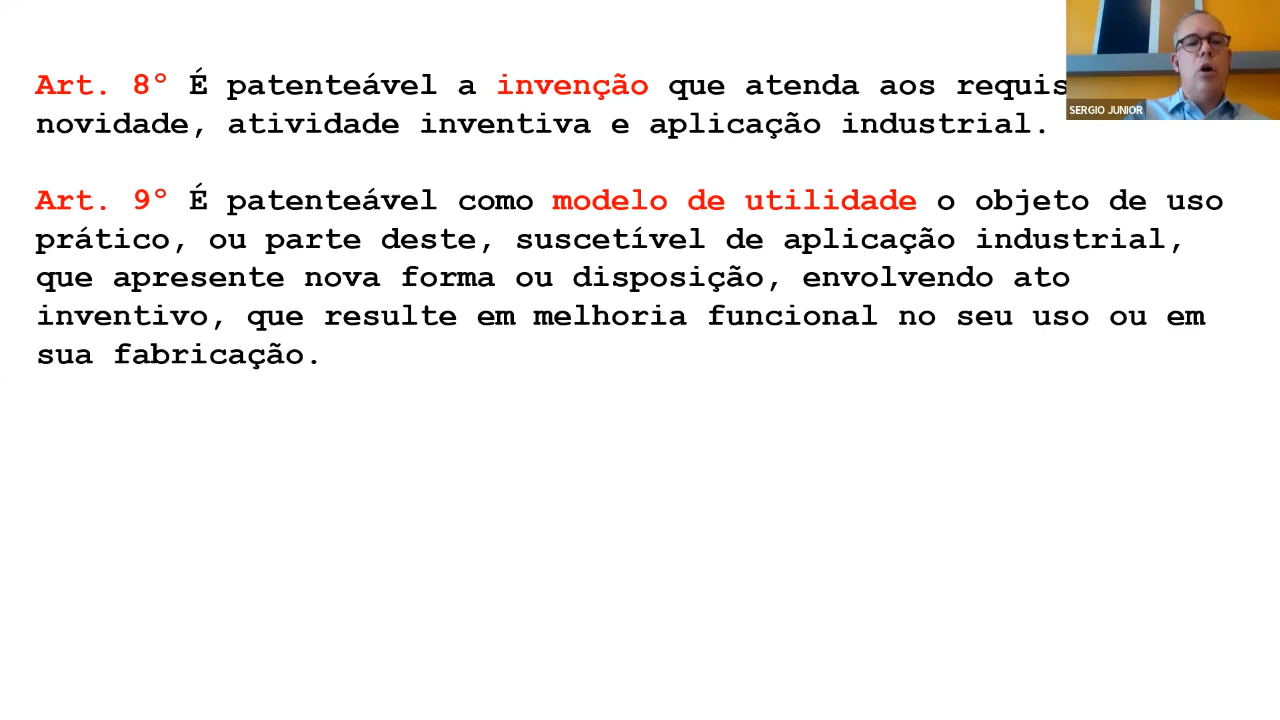 Art. 8º É patenteável a invenção que atenda aos
novidade, atividade inventiva e aplicação industrial.
Art. 9º É patenteável como modelo de utilidade o objeto de uso
prático, ou parte deste, suscetível de aplicação industrial,
que apresente nova forma ou disposição, envolvendo ato
inventivo, que resulte em melhoria funcional no seu uso ou em
sua fabricação.
SERGIO JUNIOR